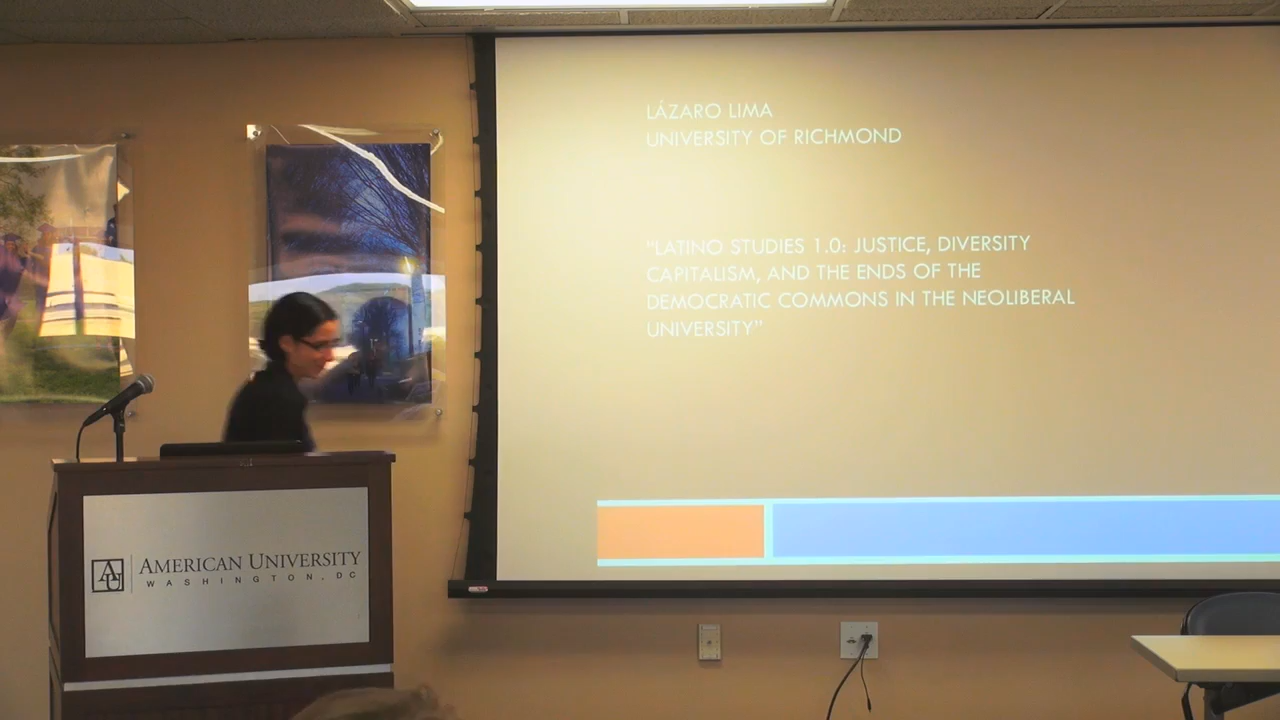 LÁZARO LIMA
UNIVERSITY OF RICHMOND
“LATINO STUDIES 1.0: JUSTICE, DIVERSITY
CAPITALISM, AND THE ENDS OF THE
DEMOCRATIC COMMONS IN THE NEOLIBERAL
UNIVERSITY”
AU
AMERICAN UNIVERSITY
WASHINGTON, DC